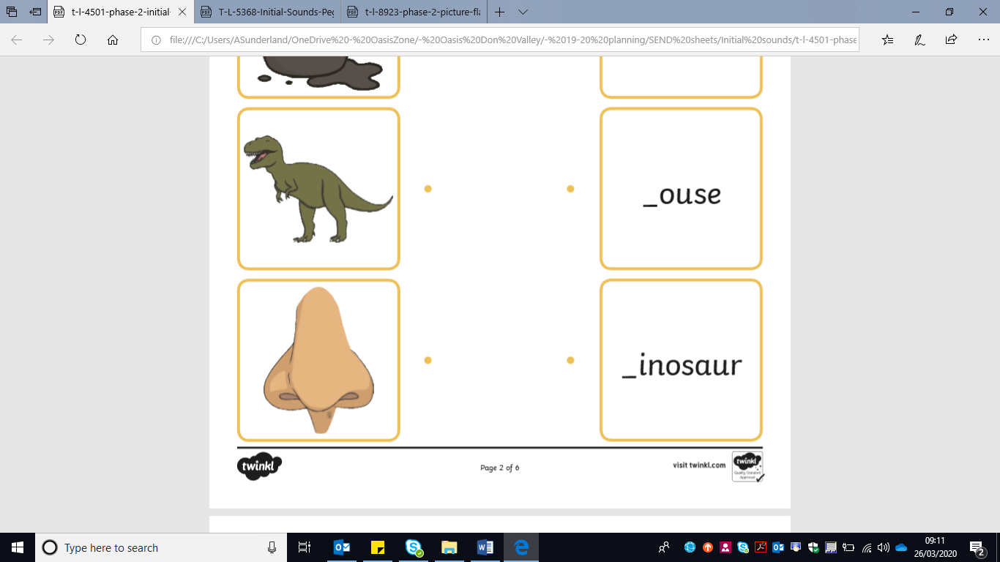 t-l-4501-phase-2-initial-
T-L-5368-Initial-Sounds-Peg
t-l-8923-phase-2-picture-fla
file:///C:/Users/ASunderland/OneDrive%20-%20OasisZone/-%20Oasis%20Don%20Valley/-%2019-20%20planning/SEND%20sheets/Initial%20sounds/t-l-4501-phase
_ouse
_inosaur
twinkl
Page 2 of 6
visit twinkl.com
twinkl
Quality Standard
Approved
Type here to search
09:11
26/03/2020
2